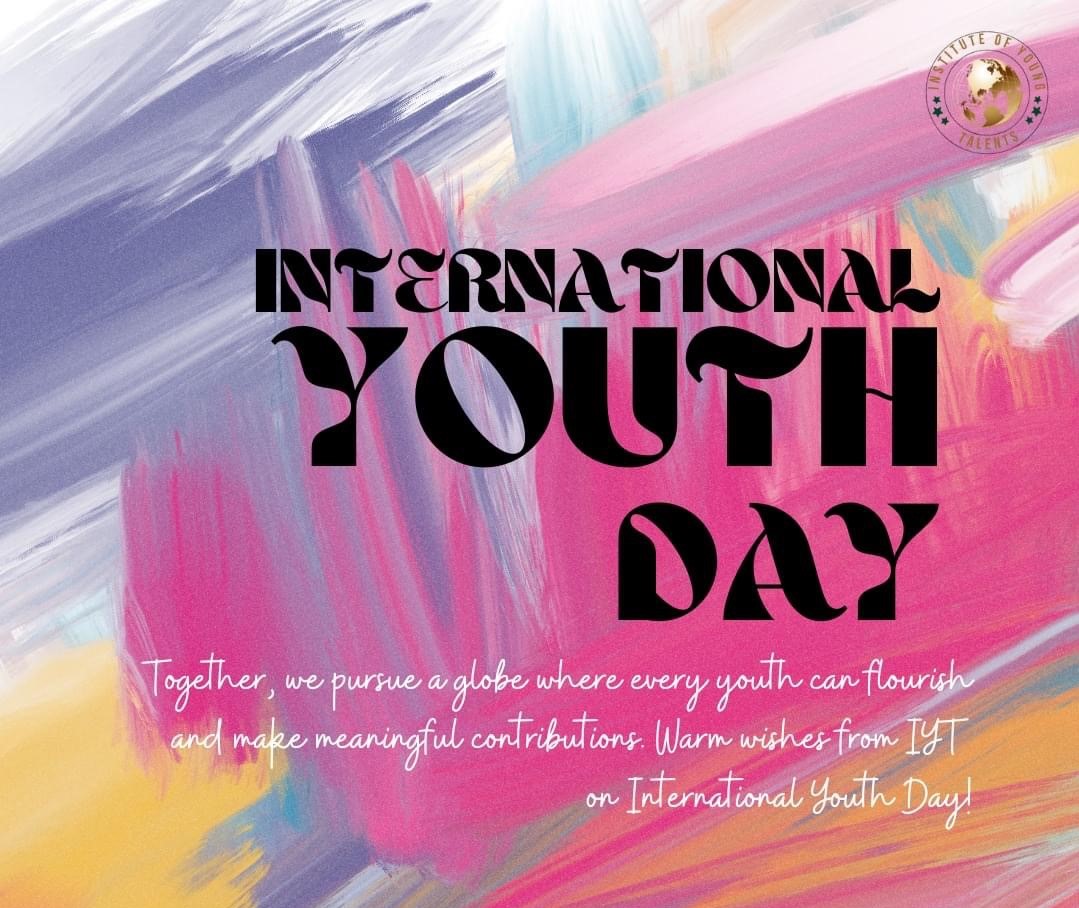 INSTITUTE OF YOUNG
TALENTS
INTERNATIONAL
YOUTH
DAY
Together, we pursue a globe where every youth can flourish
and make meaningful contributions. Warm wishes from IYT
on International Youth Day!